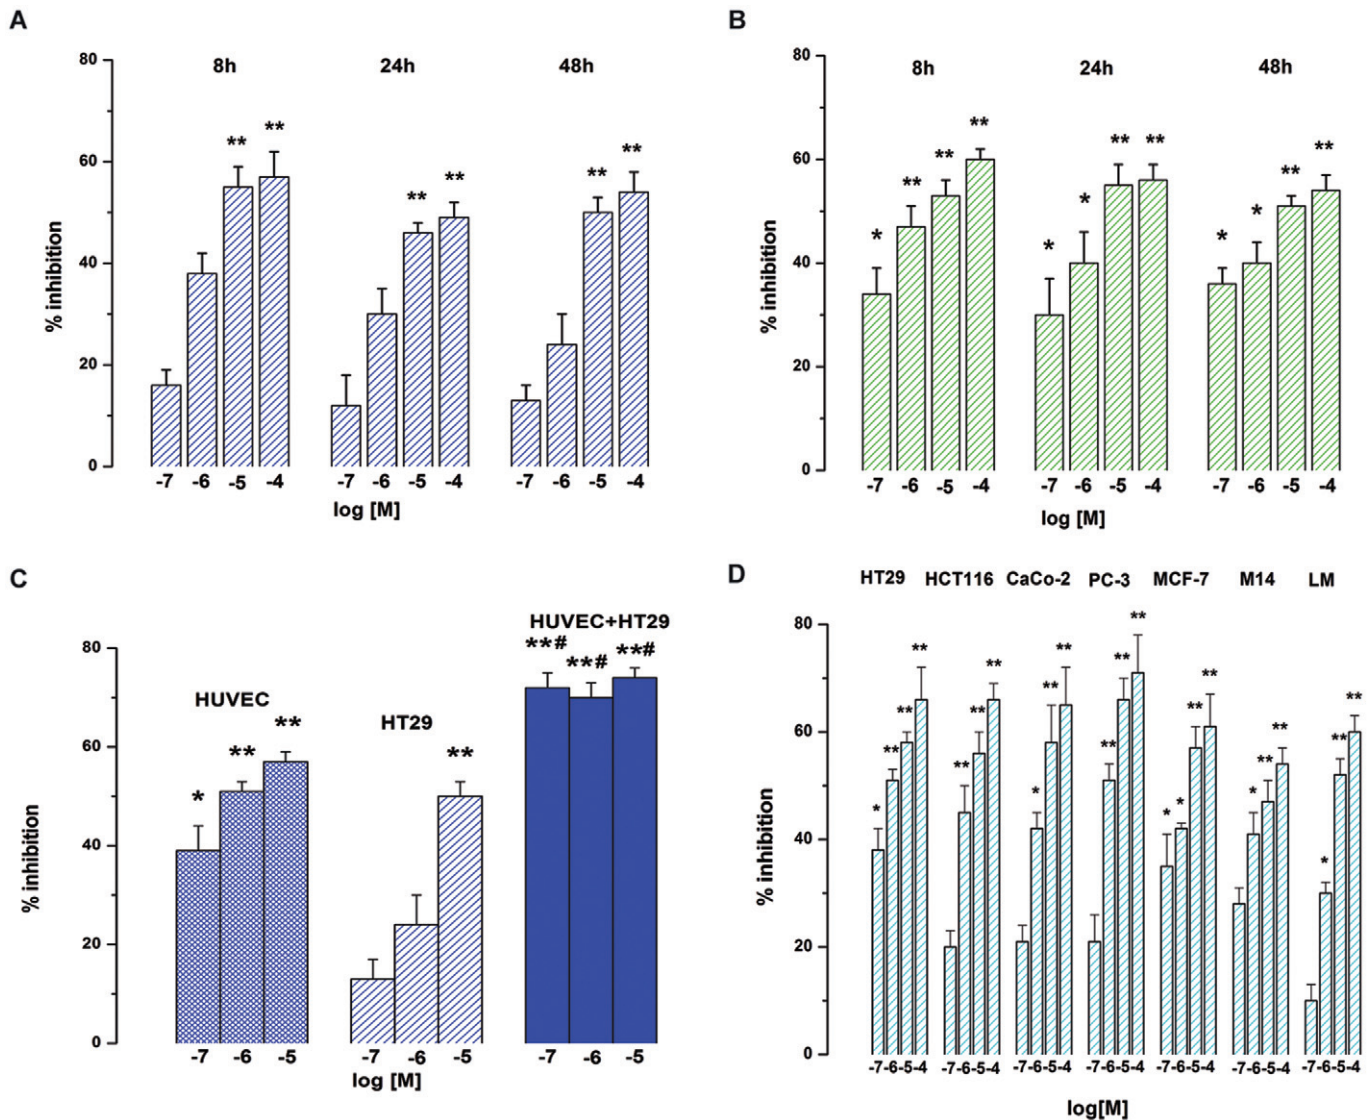 A
8h 24h 48h
** ** ** ** ** **
80
60
40
20
0
% inhibition
-7 -6 -5 -4 -7 -6 -5 -4 -7 -6 -5 -4
log [M]
B
8h 24h 48h
* ** ** ** * * ** ** * * ** **
80
60
40
20
0
% inhibition
-7 -6 -5 -4 -7 -6 -5 -4 -7 -6 -5 -4
log [M]
C
HUVEC HT29 HUVEC+HT29
* ** ** ** **# **# **#
80
60
40
20
0
% inhibition
-7 -6 -5 -7 -6 -5 -7 -6 -5
log [M]
D
HT29 HCT116 CaCo-2 PC-3 MCF-7 M14 LM
* ** ** ** ** ** ** * ** ** ** ** ** * * ** ** * ** ** * ** **
80
60
40
20
0
% inhibition
-7-6-5-4 -7-6-5-4 -7-6-5-4 -7-6-5-4 -7-6-5-4 -7-6-5-4 -7-6-5-4
log[M]